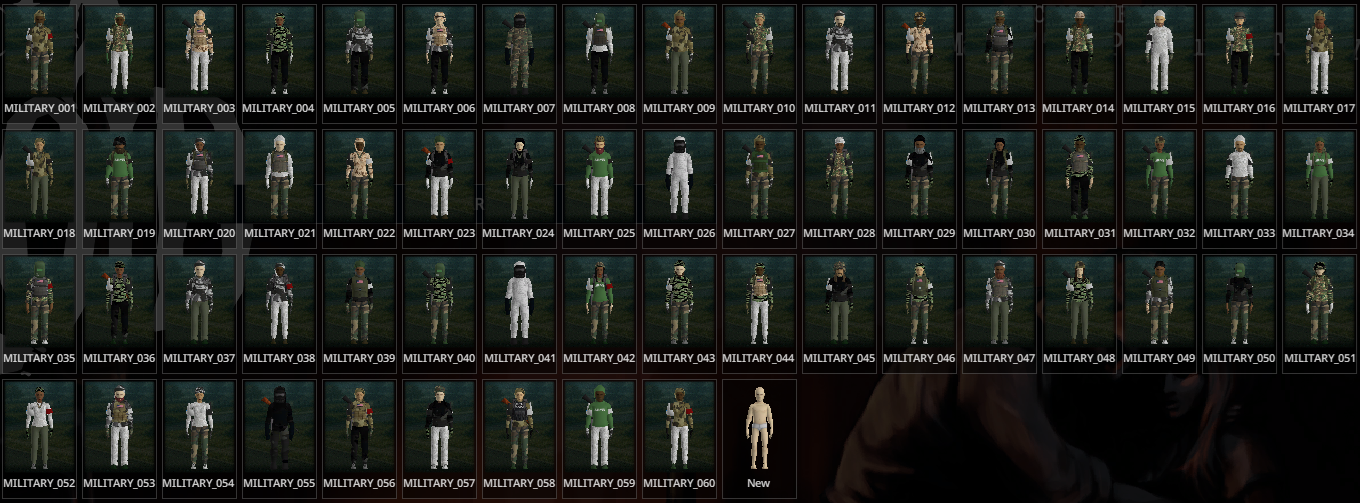 MILITARY_001 MILITARY_002 MILITARY_003 MILITARY_004 MILITARY_005 MILITARY_006 MILITARY_007 MILITARY_008 MILITARY_009 MILITARY_010 MILITARY_011 MILITARY_012 MILITARY_013 MILITARY_014 MILITARY_015 MILITARY_016 MILITARY_017
MILITARY_018 MILITARY_019 MILITARY_020 MILITARY_021 MILITARY_022 MILITARY_023 MILITARY_024 MILITARY_025 MILITARY_026 MILITARY_027 MILITARY_028 MILITARY_029 MILITARY_030 MILITARY_031 MILITARY_032 MILITARY_033 MILITARY_034
MILITARY_035 MILITARY_036 MILITARY_037 MILITARY_038 MILITARY_039 MILITARY_040 MILITARY_041 MILITARY_042 MILITARY_043 MILITARY_044 MILITARY_045 MILITARY_046 MILITARY_047 MILITARY_048 MILITARY_049 MILITARY_050 MILITARY_051
MILITARY_052 MILITARY_053 MILITARY_054 MILITARY_055 MILITARY_056 MILITARY_057 MILITARY_058 MILITARY_059 MILITARY_060 New